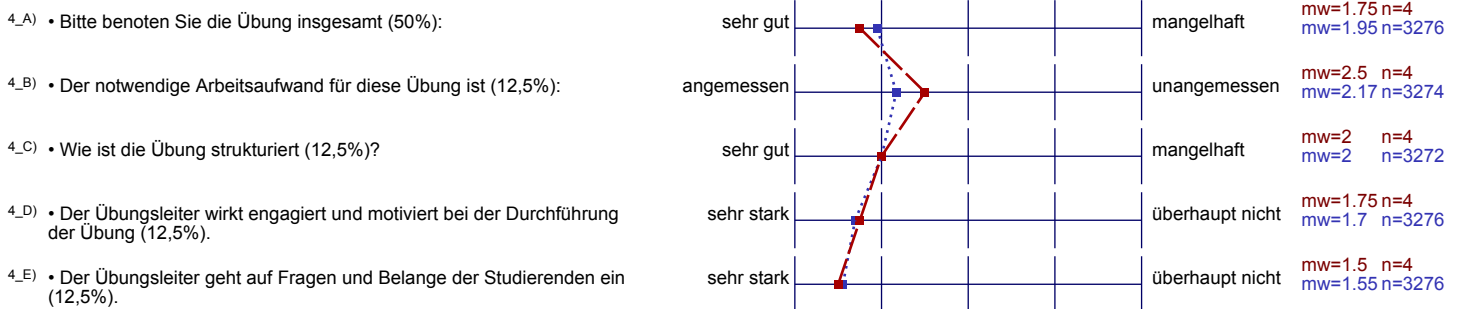 4_A) • Bitte benoten Sie die Übung insgesamt (50%): sehr gut mangelhaft mw=1.75 n=4
mw=1.95 n=3276
4_B) • Der notwendige Arbeitsaufwand für diese Übung ist (12,5%): angemessen unangemessen mw=2.5 n=4
mw=2.17 n=3274
4_C) • Wie ist die Übung strukturiert (12,5%)? sehr gut mangelhaft mw=2 n=4
mw=2 n=3272
4_D) • Der Übungsleiter wirkt engagiert und motiviert bei der Durchführung sehr stark überhaupt nicht mw=1.75 n=4
der Übung (12,5%). mw=1.7 n=3276
4_E) • Der Übungsleiter geht auf Fragen und Belange der Studierenden ein sehr stark überhaupt nicht mw=1.5 n=4
(12,5%). mw=1.55 n=3276